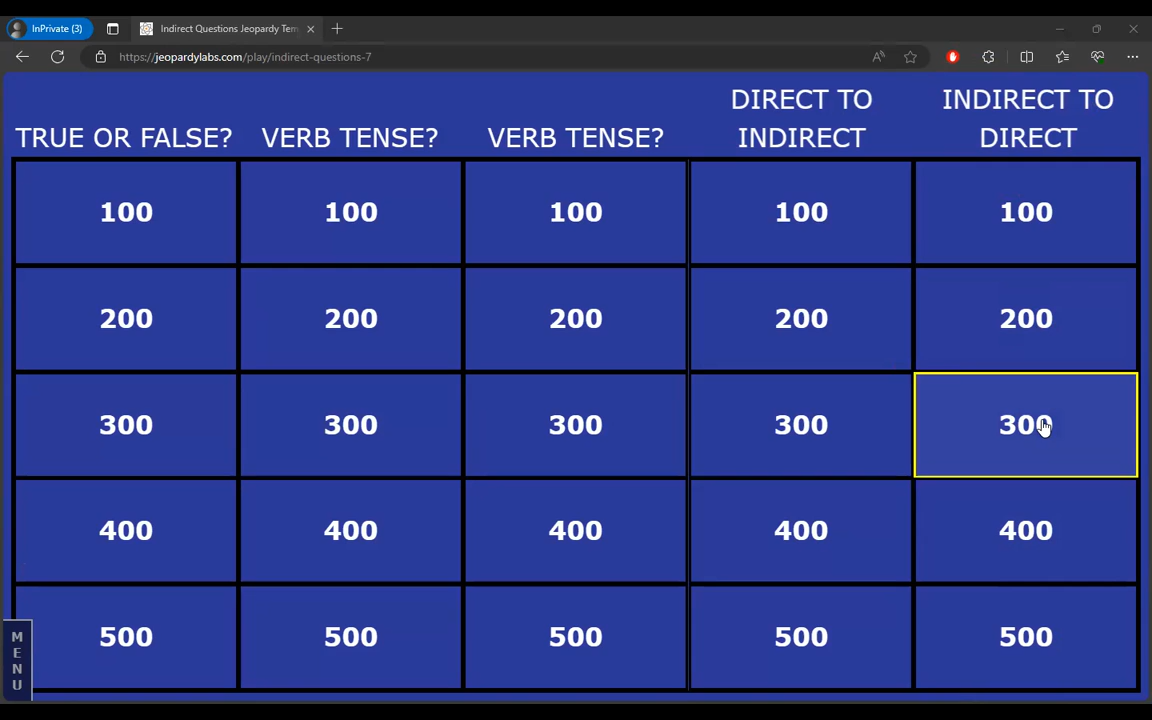 InPrivate (3)
Indirect Questions Jeopardy Tem
https://jeopardylabs.com/play/indirect-questions-7
TRUE OR FALSE?
VERB TENSE?
VERB TENSE?
DIRECT TO
INDIRECT
INDIRECT TO
DIRECT
100 100 100 100 100
200 200 200 200 200
300 300 300 300 300
400 400 400 400 400
500 500 500 500 500
MENU